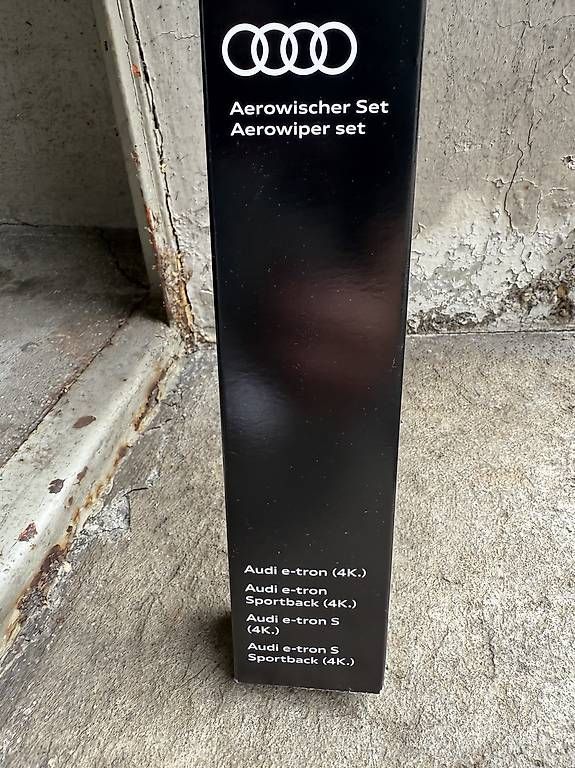 Aerowischer Set
Aerowiper set
Audi e-tron (4K.)
Audi e-tron
Sportback (4K.)
Audi e-tron S
(4K.)
Audi e-tron S
Sportback (4K.)